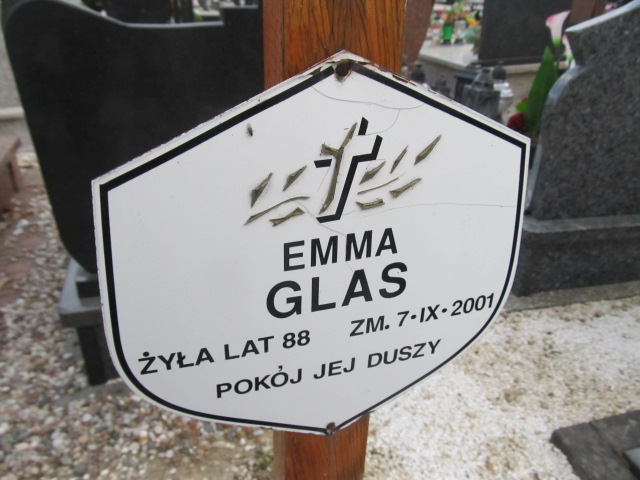 EMMA
GLAS
ŻYŁA LAT 88 ZM. 7·IX·2001
POKÓJ JEJ DUSZY